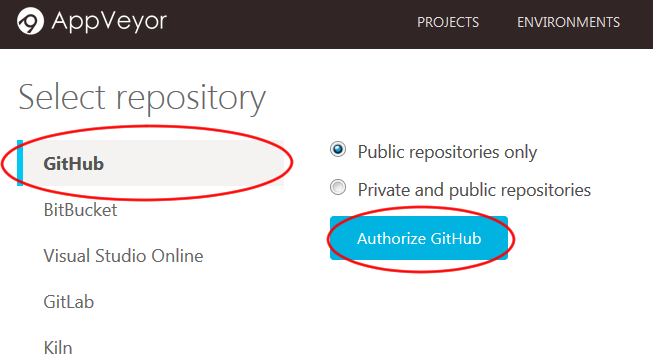 AppVeyor PROJECTS ENVIRONMENTS
Select repository
GitHub
BitBucket
Visual Studio Online
GitLab
Kiln
Public repositories only
Private and public repositories
Authorize GitHub